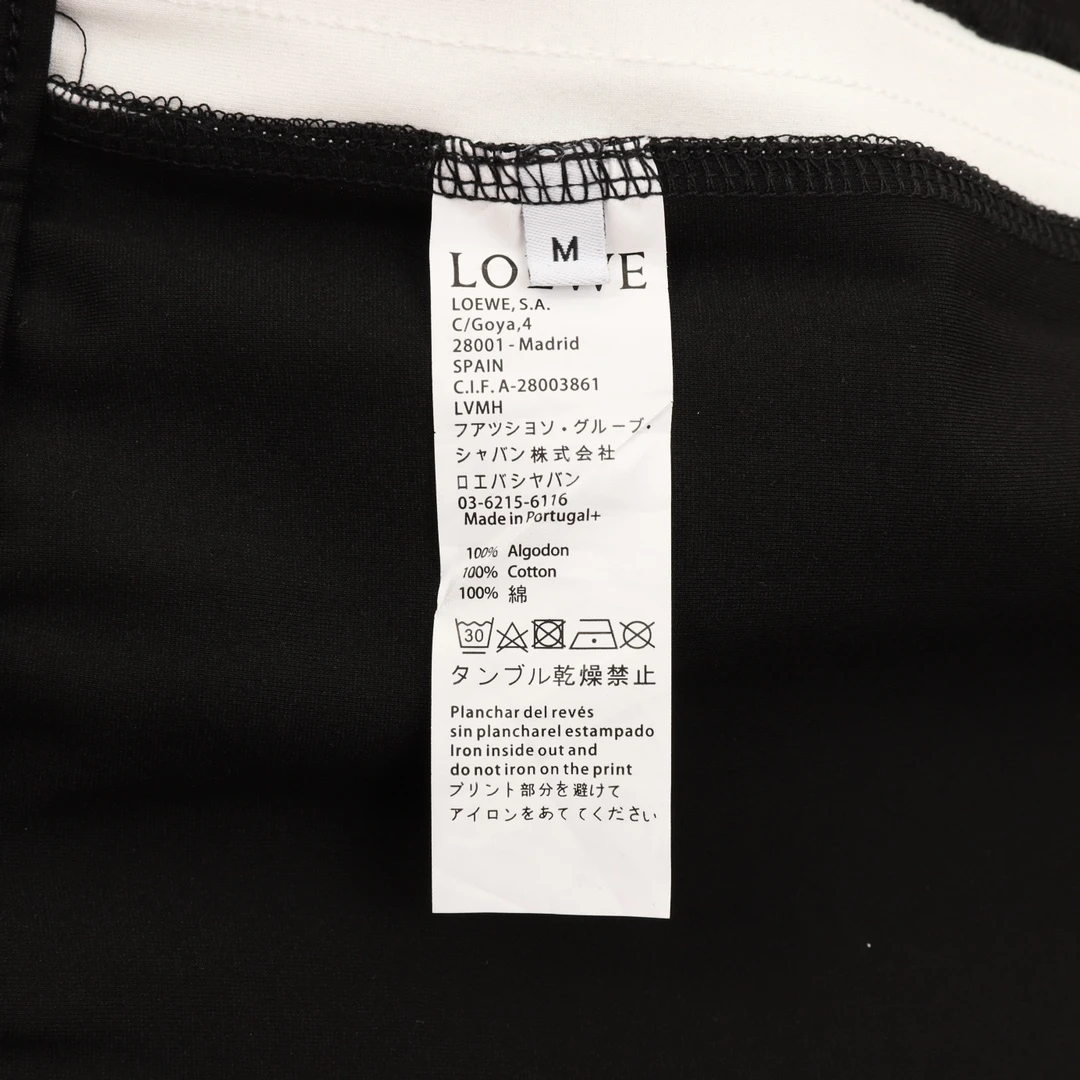 M
LOEWE
LOEWE, S.A.
C/Goya,4
28001 - Madrid
SPAIN
C.I.F. A-28003861
LVMH
フアツシヨソ・グループ・
シャバン株式会社
ロエバシヤバン
03-6215-6116
Made in Portugal+
100% Algodon
100% Cotton
100% 綿
30
タンブル乾燥禁止
Planchar del revés
sin plancharel estampado
Iron inside out and
do not iron on the print
プリント部分を避けて
アイロンをあててください